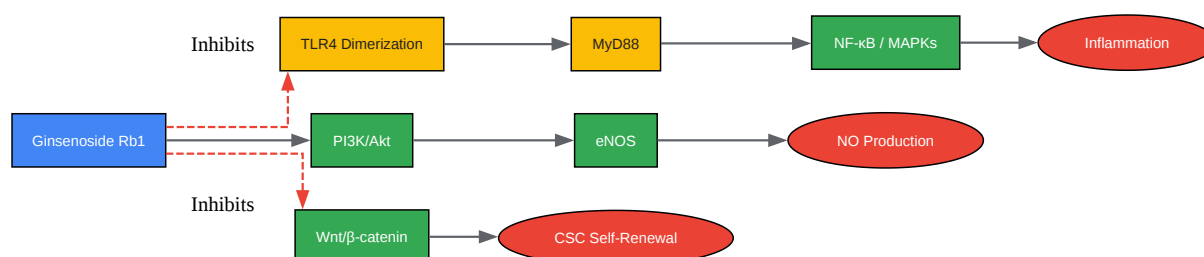 Inhibits
TLR4 Dimerization
MyD88
NF-κB / MAPKs
Inflammation
Ginsenoside Rb1
PI3K/Akt
eNOS
NO Production
Inhibits
Wnt/β-catenin
CSC Self-Renewal